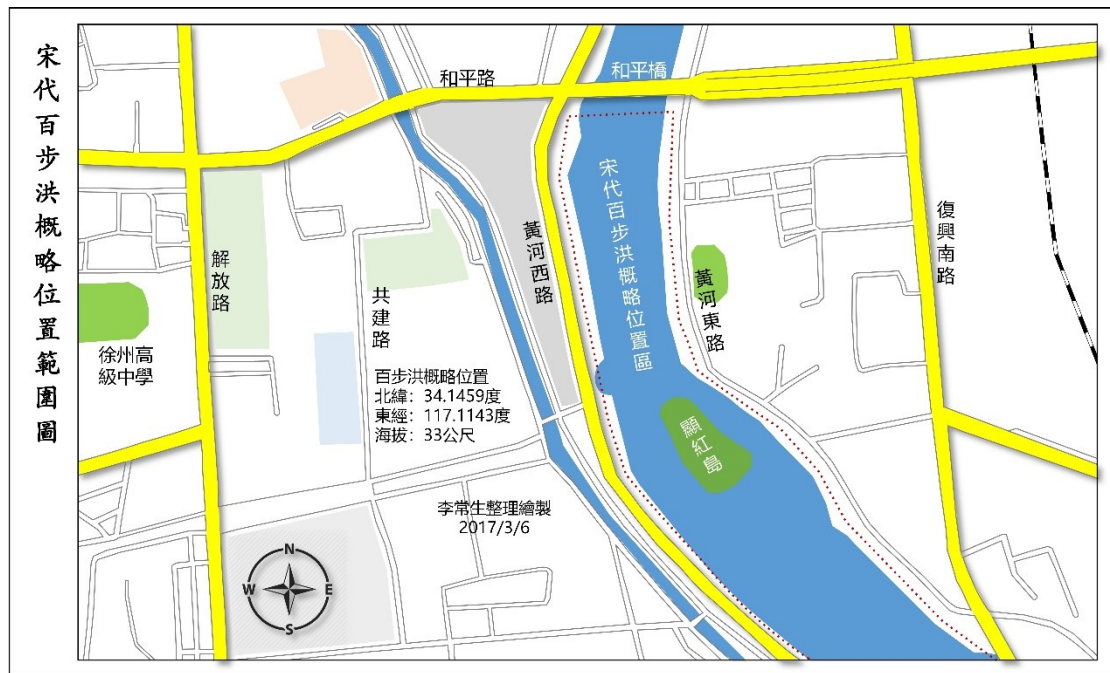 宋代百步洪概略位置範圍圖
和平路
和平橋
宋代百步洪概略位置區
黃河西路
黃河東路
復興南路
解放路
共建路
徐州高
級中學
百步洪概略位置
北緯：34.1459度
東經：117.1143度
海拔：33公尺
顯紅島
李常生整理繪製
2017/3/6
N
W
E
S